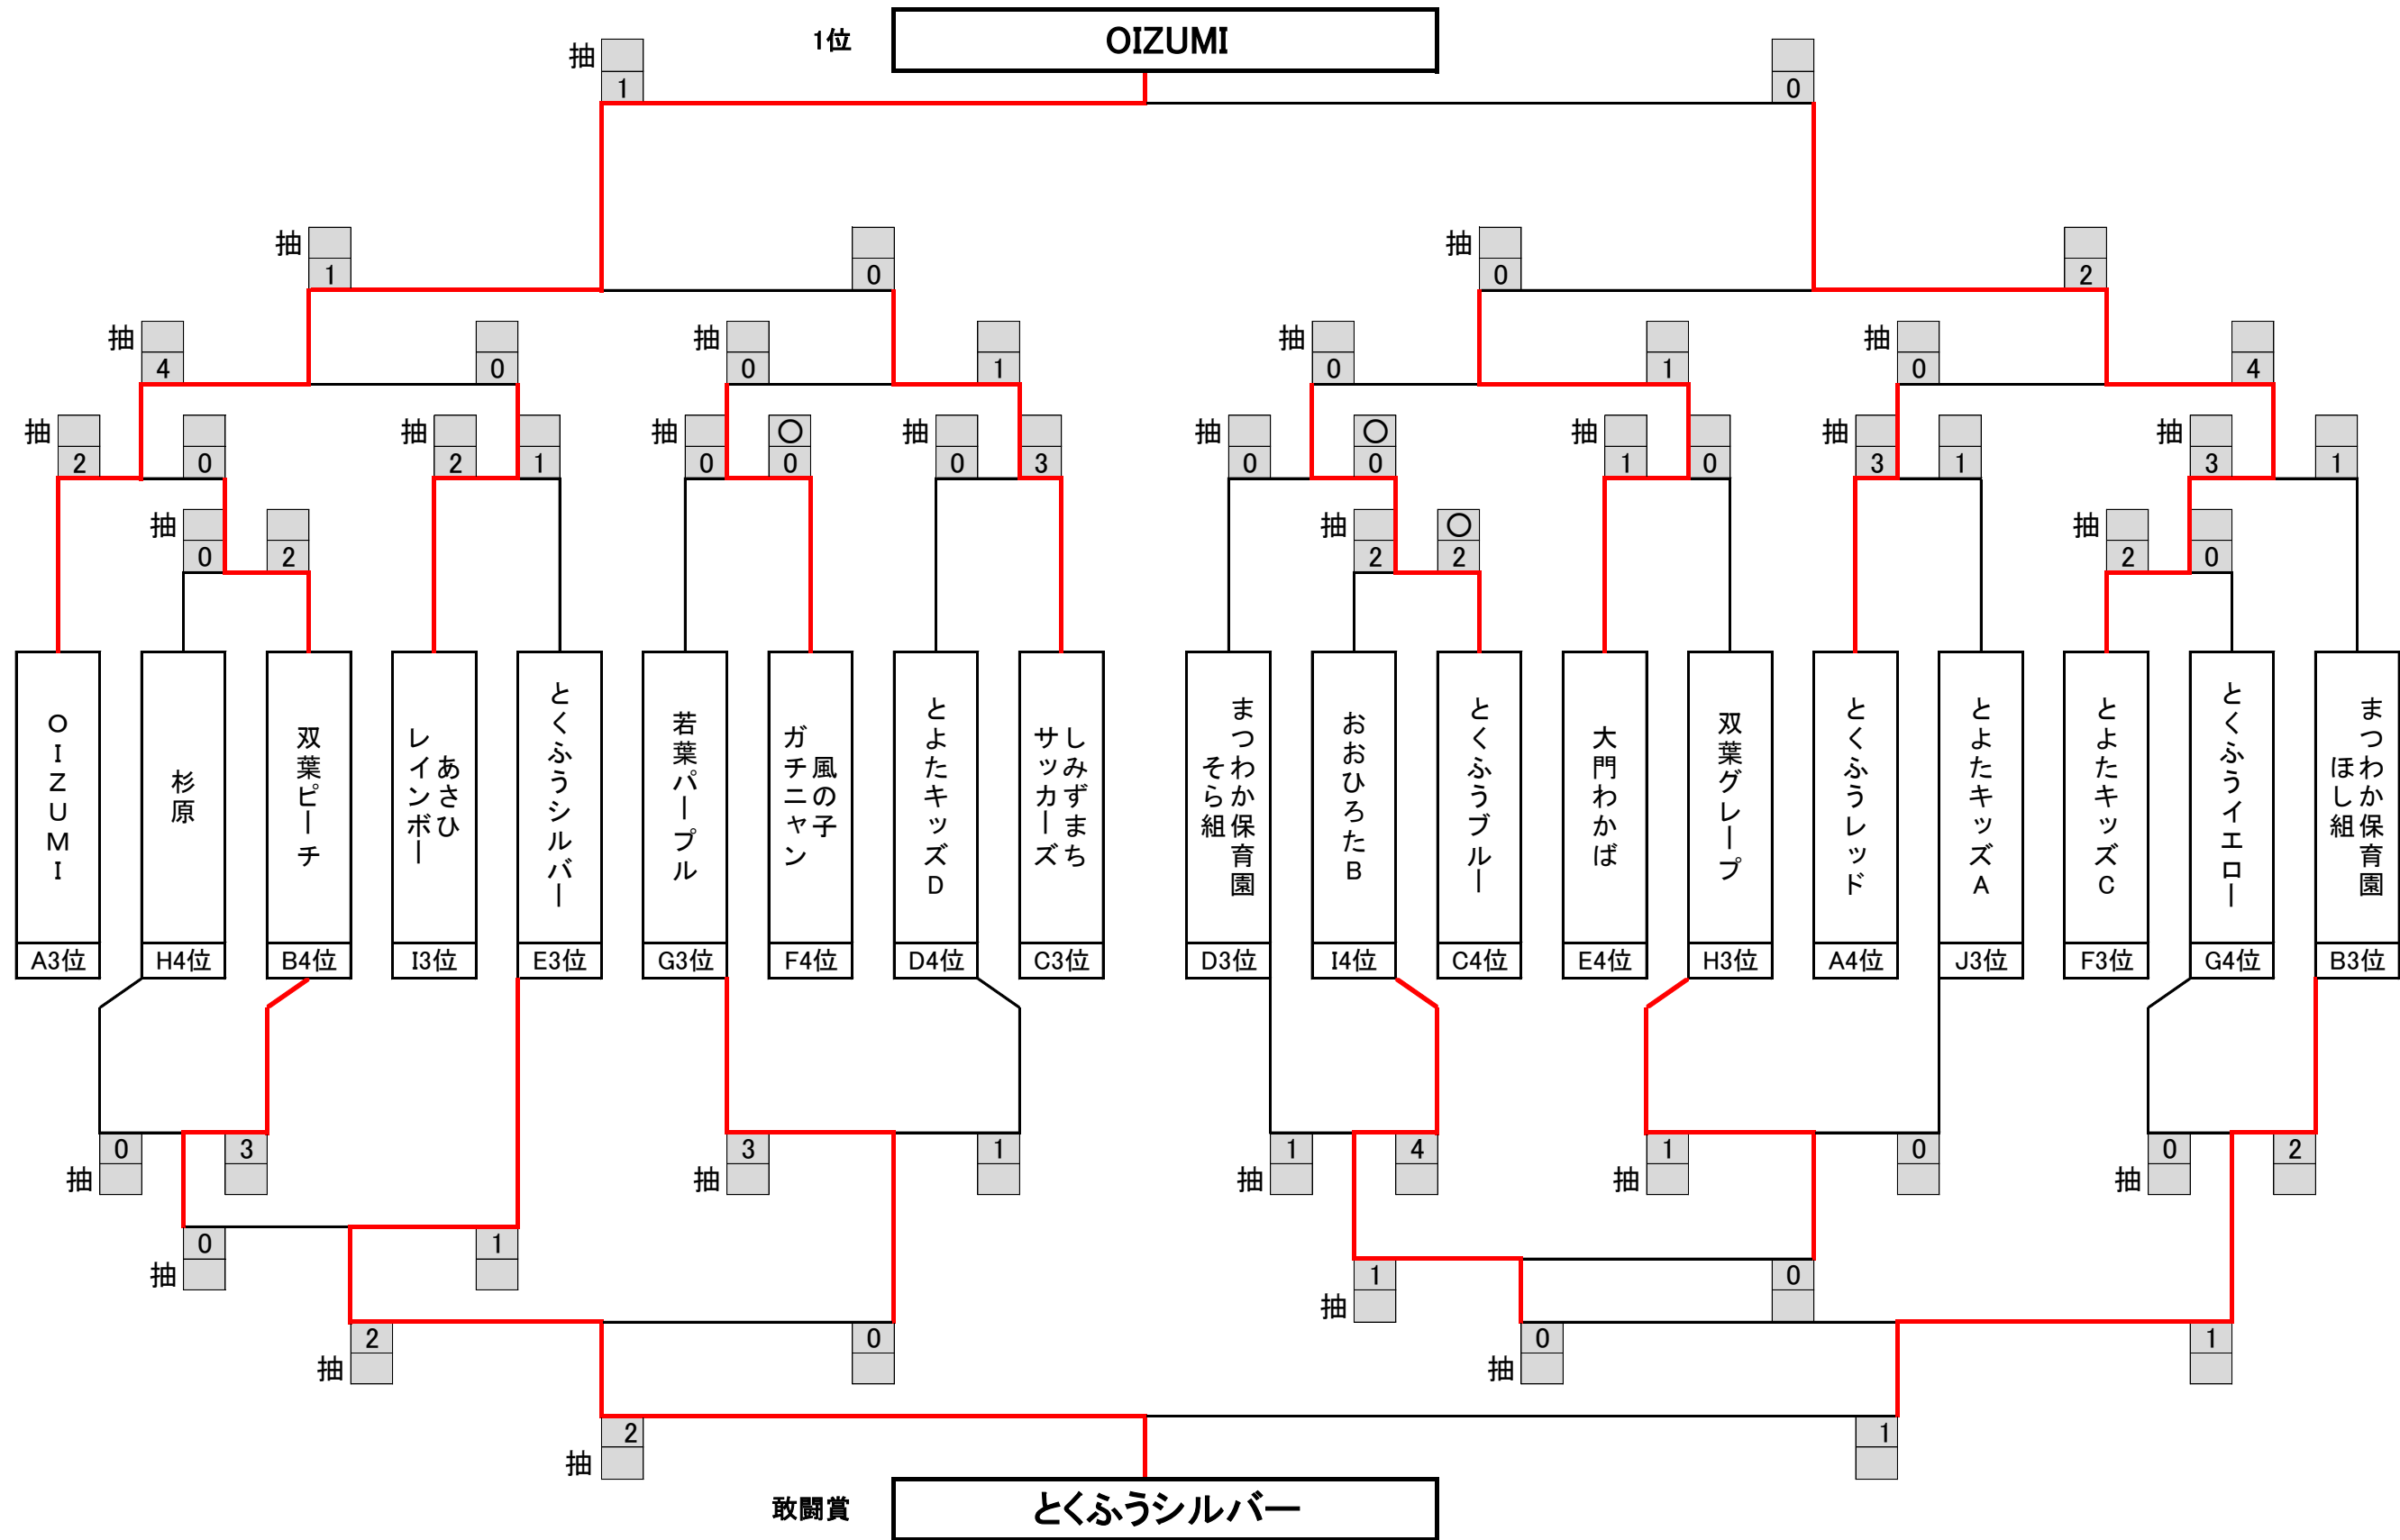 1位
OIZUMI
抽
1
0
抽
1
0
抽
0
2
抽
4
0
抽
0
1
抽
0
1
抽
0
4
抽
2
0
抽
2
1
抽
0
〇
0
抽
0
3
抽
0
〇
0
抽
1
0
抽
3
1
抽
3
1
抽
0
2
抽
2
〇
2
抽
2
0
OIZUMI
杉原
双葉ピーチ
あさひ
レインボー
とくふうシルバー
若葉パープル
風の子
ガチニャン
とよたキッズD
しみずまち
サッカーズ
まつわか保育園
そら組
おおひろたB
とくふうブルー
大門わかば
双葉グレープ
とくふうレッド
とよたキッズA
とよたキッズC
とくふうイエロー
まつわか保育園
ほし組
A3位
H4位
B4位
I3位
E3位
G3位
F4位
D4位
C3位
D3位
I4位
C4位
E4位
H3位
A4位
J3位
F3位
G4位
B3位
抽
0
3
抽
3
1
抽
1
4
抽
1
0
抽
0
2
抽
0
1
抽
1
0
抽
2
0
抽
0
1
抽
2
1
敢闘賞
とくふうシルバー